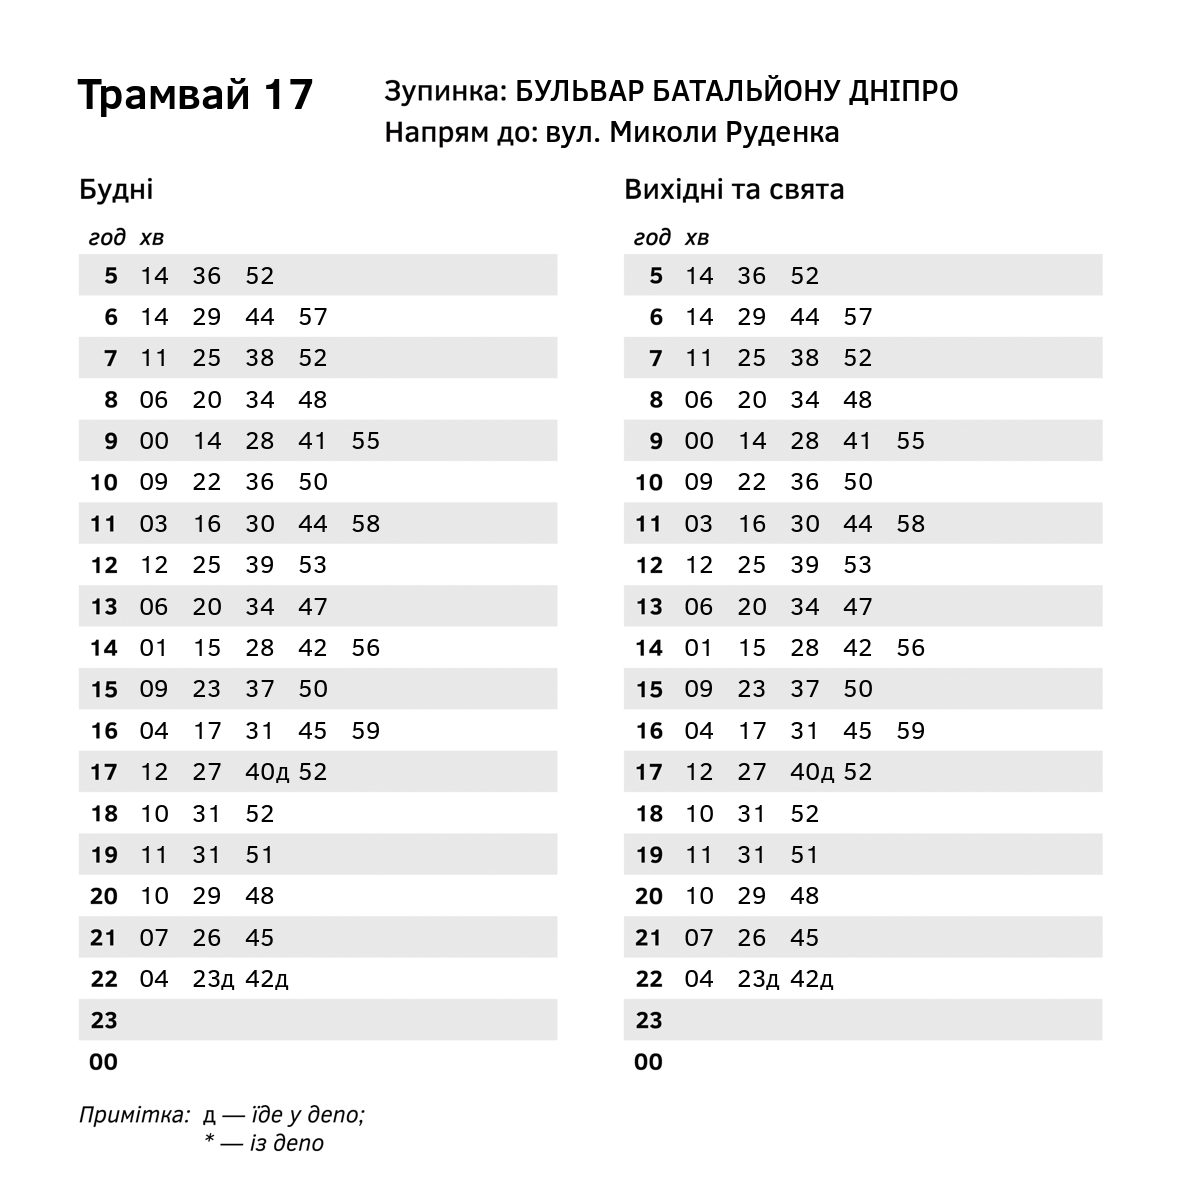 Трамвай 17
Зупинка: БУЛЬВАР БАТАЛЬЙОНУ ДНІПРО
Напрям до: вул. Миколи Руденка
Будні
год хв
5 14 36 52
6 14 29 44 57
7 11 25 38 52
8 06 20 34 48
9 00 14 28 41 55
10 09 22 36 50
11 03 16 30 44 58
12 12 25 39 53
13 06 20 34 47
14 01 15 28 42 56
15 09 23 37 50
16 04 17 31 45 59
17 12 27 40д 52
18 10 31 52
19 11 31 51
20 10 29 48
21 07 26 45
22 04 23д 42д
23
00
Вихідні та свята
год хв
5 14 36 52
6 14 29 44 57
7 11 25 38 52
8 06 20 34 48
9 00 14 28 41 55
10 09 22 36 50
11 03 16 30 44 58
12 12 25 39 53
13 06 20 34 47
14 01 15 28 42 56
15 09 23 37 50
16 04 17 31 45 59
17 12 27 40д 52
18 10 31 52
19 11 31 51
20 10 29 48
21 07 26 45
22 04 23д 42д
23
00
Примітка: д — їде у депо;
* — із депо